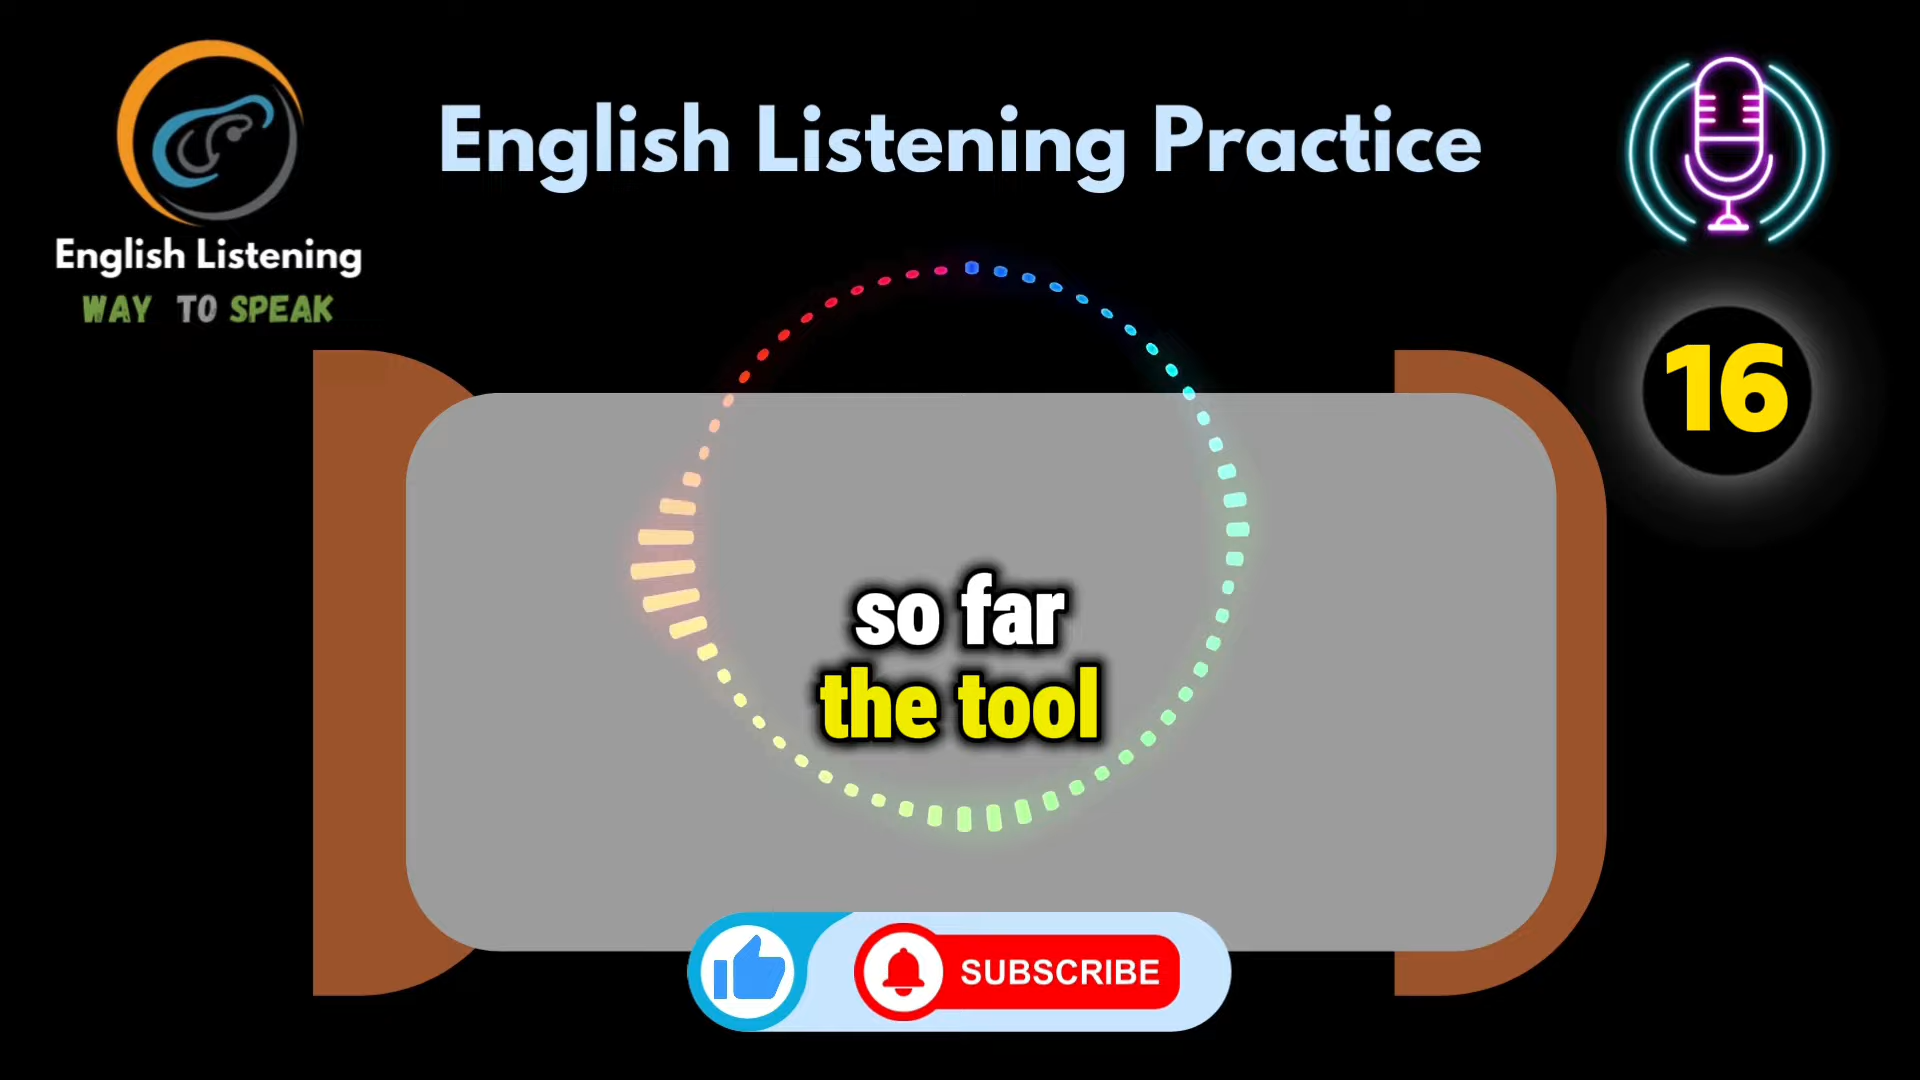 English Listening Practice
English Listening
WAY TO SPEAK
16
so far
the tool
SUBSCRIBE